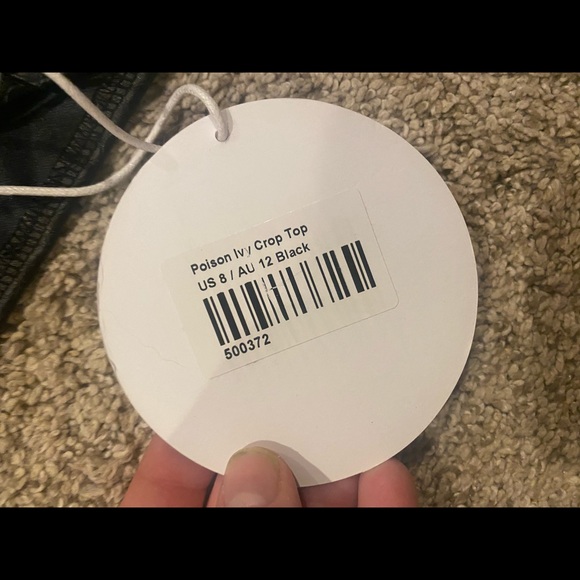 Poison Ivy Crop Top
US 8 / AU 12 Black
500372